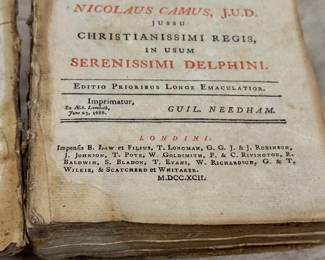 NICOLAUS CAMUS, J.U.D.
JUSSU
CHRISTIANISSIMI REGIS,
IN USUM
SERENISSIMI DELPHINI.
EDITIO PRIORIBUS LONGE EMACULATIOR.
Imprimatur,
Ex Æd. Lambeth,
June 23, 1688.
GUIL. NEEDHAM.
LONDINI:
Impensis B. LAW et FILIUS, T. LONGMAN, G. G. J. & J. ROBINSON,
J. JOHNSON, T. POTE, W. GOLDSMITH, F. & C. RIVINGTON, R.
BALDWIN, S. BLADON, T. EVANS, W. RICHARDSON, G. & T.
WILKIE, & SCATCHERD et WHITAKER.
M.DCC.XCII.